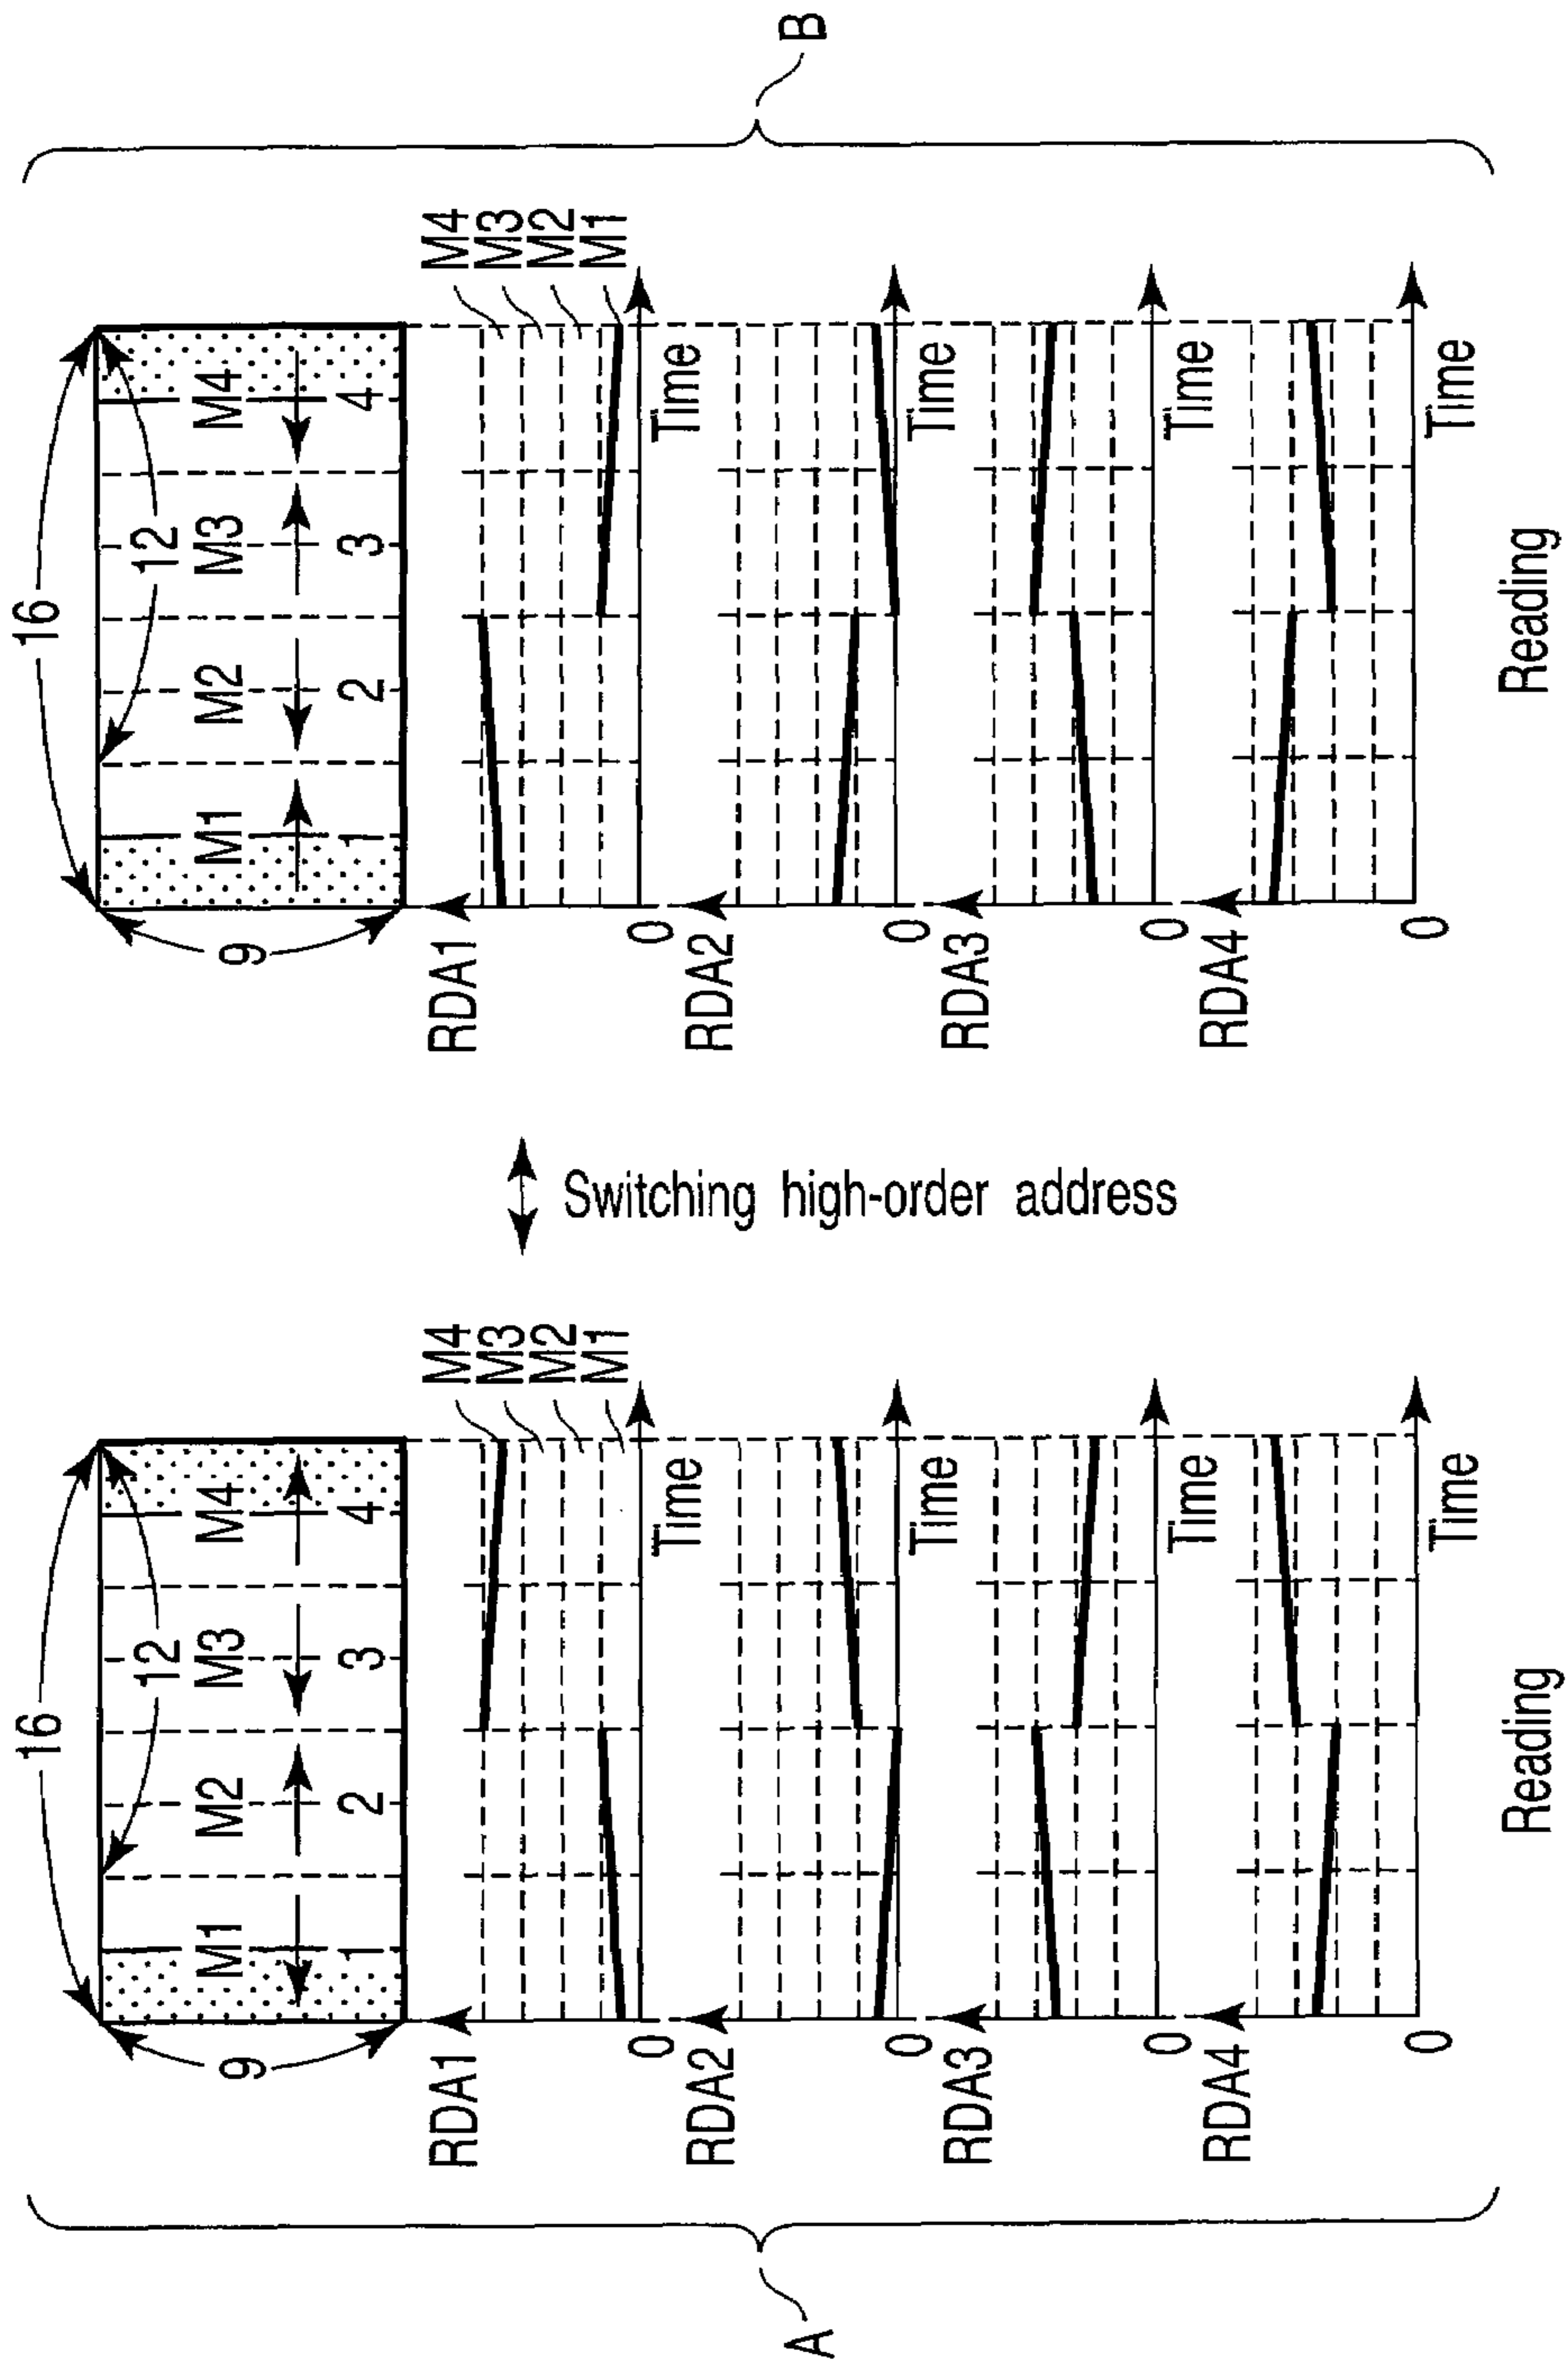 A
16
12
9
M1 M2 M3 M4
1 2 3 4
RDA1
M4
M3
M2
M1
0
Time
RDA2
0
Time
RDA3
0
Time
RDA4
0
Time
Reading
Switching high-order address
16
12
9
M1 M2 M3 M4
1 2 3 4
RDA1
M4
M3
M2
M1
0
Time
RDA2
0
Time
RDA3
0
Time
RDA4
0
Time
Reading
B